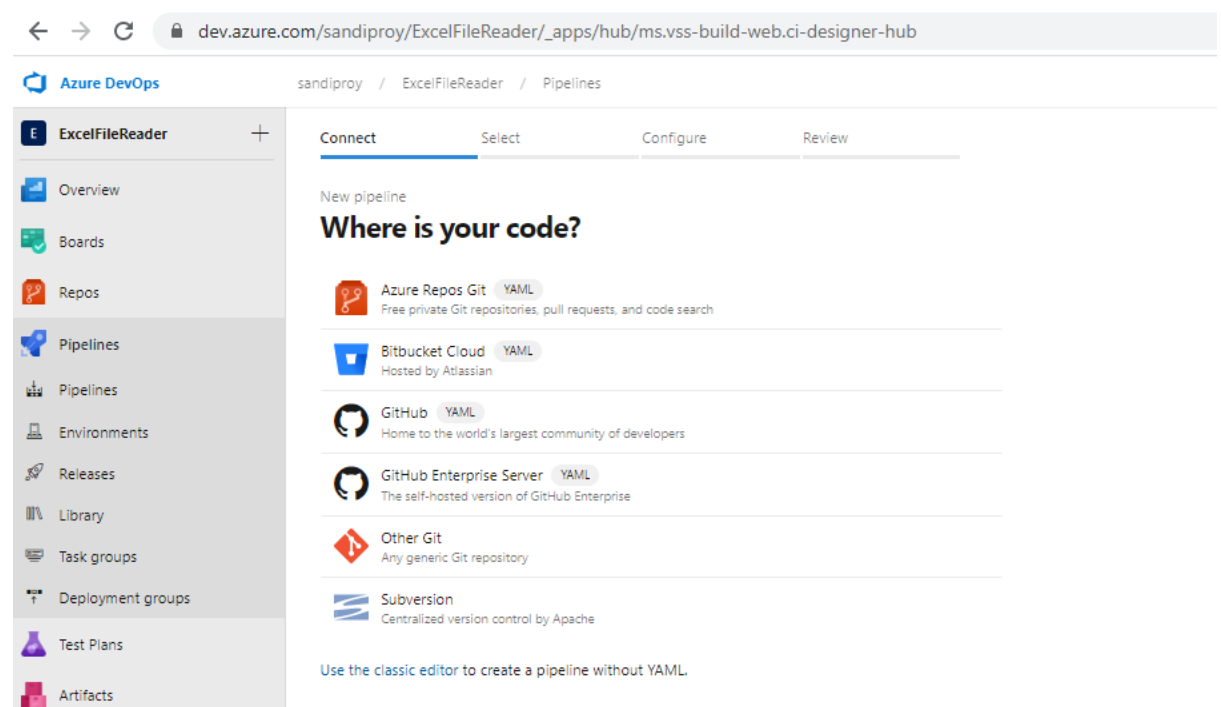 dev.azure.com/sandiproy/ExcelFileReader/_apps/hub/ms.vss-build-web.ci-designer-hub
Azure DevOps
sandiproy / ExcelFileReader / Pipelines
E ExcelFileReader
Overview
Boards
Repos
Pipelines
Pipelines
Environments
Releases
Library
Task groups
Deployment groups
Test Plans
Artifacts
Connect Select Configure Review
New pipeline
Where is your code?
Azure Repos Git YAML
Free private Git repositories, pull requests, and code search
Bitbucket Cloud YAML
Hosted by Atlassian
GitHub YAML
Home to the world's largest community of developers
GitHub Enterprise Server YAML
The self-hosted version of GitHub Enterprise
Other Git
Any generic Git repository
Subversion
Centralized version control by Apache
Use the classic editor to create a pipeline without YAML.